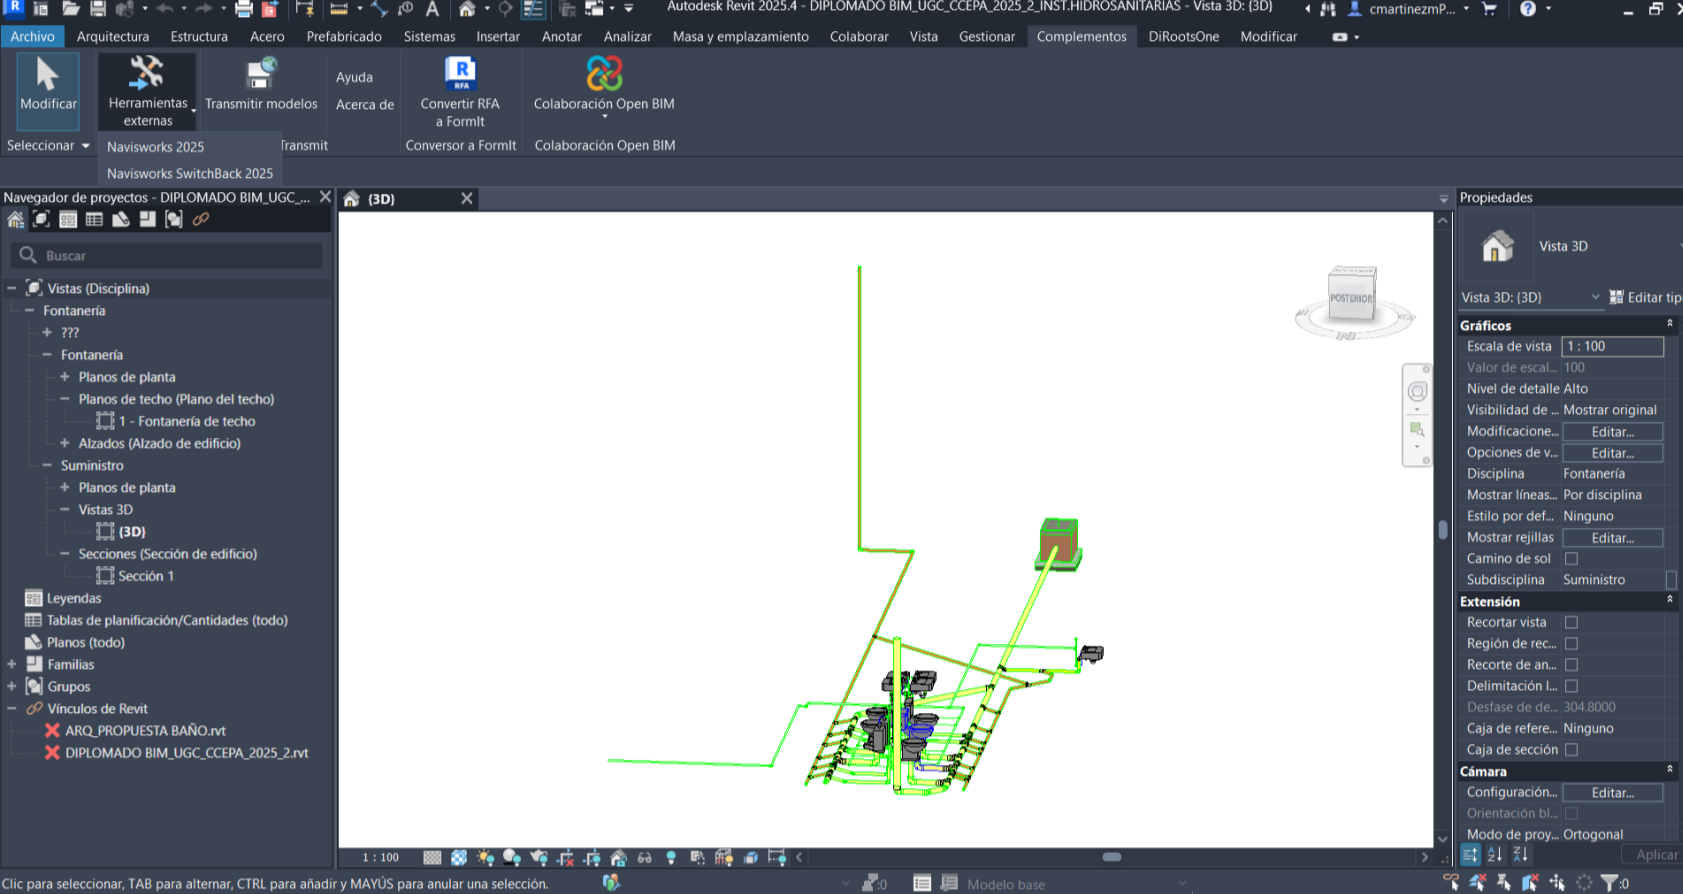 Autodesk Revit 2025.4 - DIPLOMADO BIM_UGC_CCEPA_2025_2_INST.HIDROSANITARIAS - Vista 3D: {3D}
cmartinezmP...
Archivo Arquitectura Estructura Acero Prefabricado Sistemas Insertar Anotar Analizar Masa y emplazamiento Colaborar Vista Gestionar Complementos DiRootsOne Modificar
Modificar
Herramientas
externas
Transmitir modelos
Ayuda
Acerca de
RFA
Convertir RFA
a FormIt
Colaboración Open BIM
Seleccionar
Transmit
Conversor a FormIt
Colaboración Open BIM
Navisworks 2025
Navisworks SwitchBack 2025
Navegador de proyectos - DIPLOMADO BIM_UGC_...
{3D}
Buscar
Vistas (Disciplina)
Fontanería
???
Fontanería
Planos de planta
Planos de techo (Plano del techo)
1 - Fontanería de techo
Alzados (Alzado de edificio)
Suministro
Planos de planta
Vistas 3D
{3D}
Secciones (Sección de edificio)
Sección 1
Leyendas
Tablas de planificación/Cantidades (todo)
Planos (todo)
Familias
Grupos
Vínculos de Revit
ARQ_PROPUESTA BAÑO.rvt
DIPLOMADO BIM_UGC_CCEPA_2025_2.rvt
POSTERIOR
Propiedades
Vista 3D
Vista 3D: {3D}
Editar tip
Gráficos
Escala de vista 1 : 100
Valor de escal... 100
Nivel de detalle Alto
Visibilidad de ... Mostrar original
Modificacione... Editar...
Opciones de v... Editar...
Disciplina Fontanería
Mostrar líneas... Por disciplina
Estilo por def... Ninguno
Mostrar rejillas Editar...
Camino de sol
Subdisciplina Suministro
Extensión
Recortar vista
Región de rec...
Recorte de an...
Delimitación l...
Desfase de de... 304.8000
Caja de refere... Ninguno
Caja de sección
Cámara
Configuración... Editar...
Orientación bl...
Modo de proy... Ortogonal
Aplicar
1 : 100
Clic para seleccionar, TAB para alternar, CTRL para añadir y MAYÚS para anular una selección.
:0
Modelo base
:0